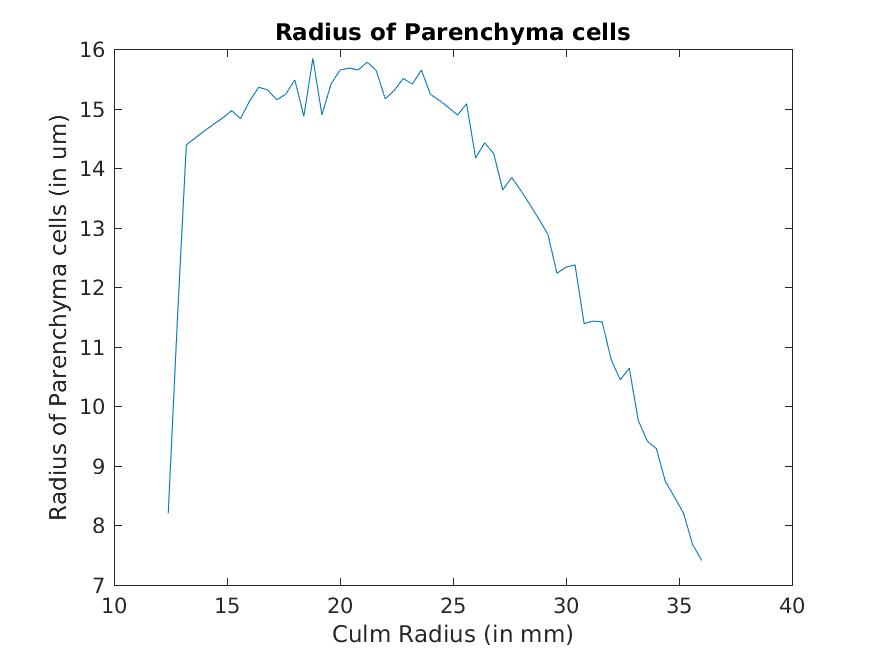 Radius of Parenchyma cells
16
15
14
13
12
11
10
9
8
7
Radius of Parenchyma cells (in um)
10 15 20 25 30 35 40
Culm Radius (in mm)